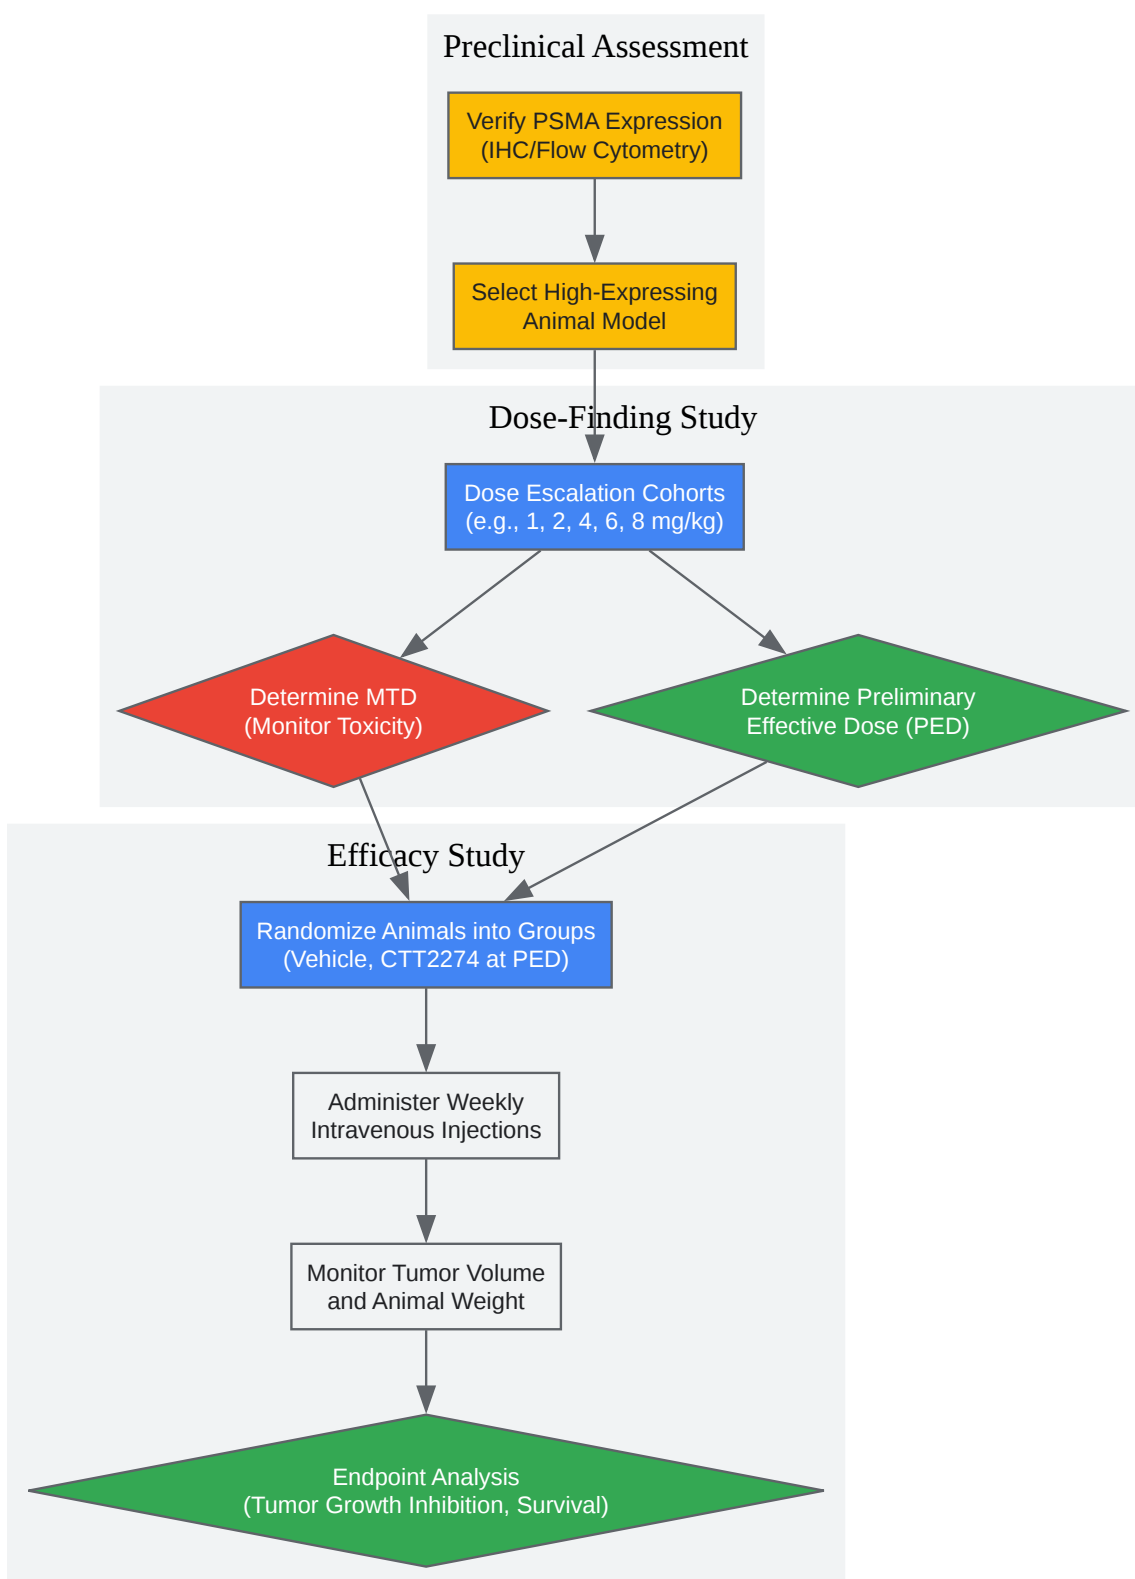 Preclinical Assessment
Verify PSMA Expression
(IHC/Flow Cytometry)
Select High-Expressing
Animal Model
Dose-Finding Study
Dose Escalation Cohorts
(e.g., 1, 2, 4, 6, 8 mg/kg)
Determine MTD
(Monitor Toxicity)
Determine Preliminary
Effective Dose (PED)
Efficacy Study
Randomize Animals into Groups
(Vehicle, CTT2274 at PED)
Administer Weekly
Intravenous Injections
Monitor Tumor Volume
and Animal Weight
Endpoint Analysis
(Tumor Growth Inhibition, Survival)